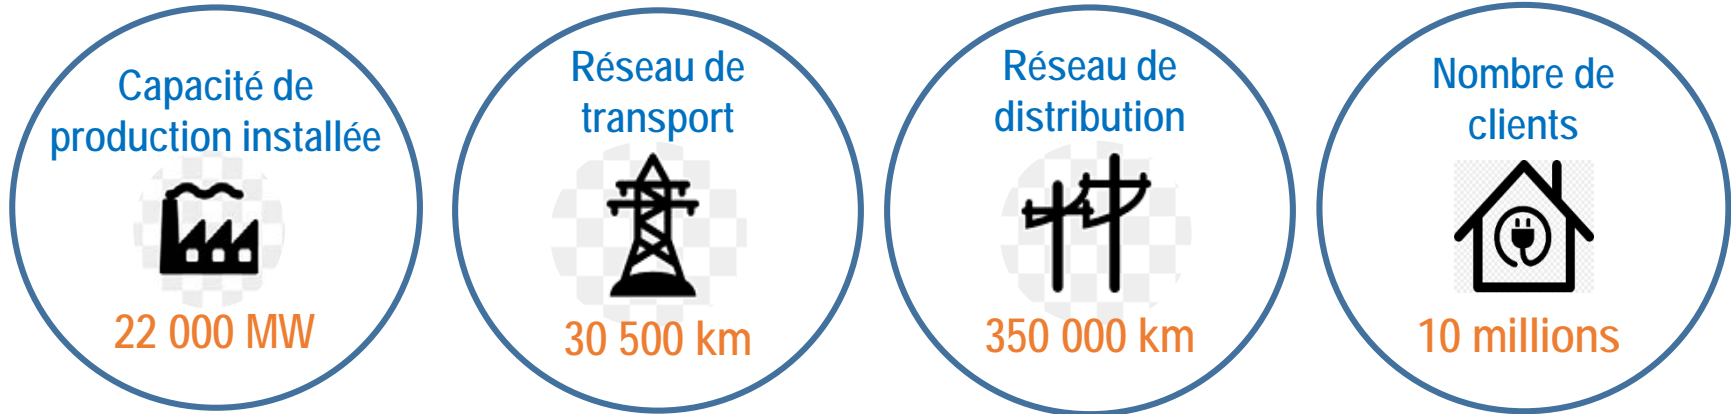 Capacité de
production installée
22 000 MW
Réseau de
transport
30 500 km
Réseau de
distribution
350 000 km
Nombre de
clients
10 millions